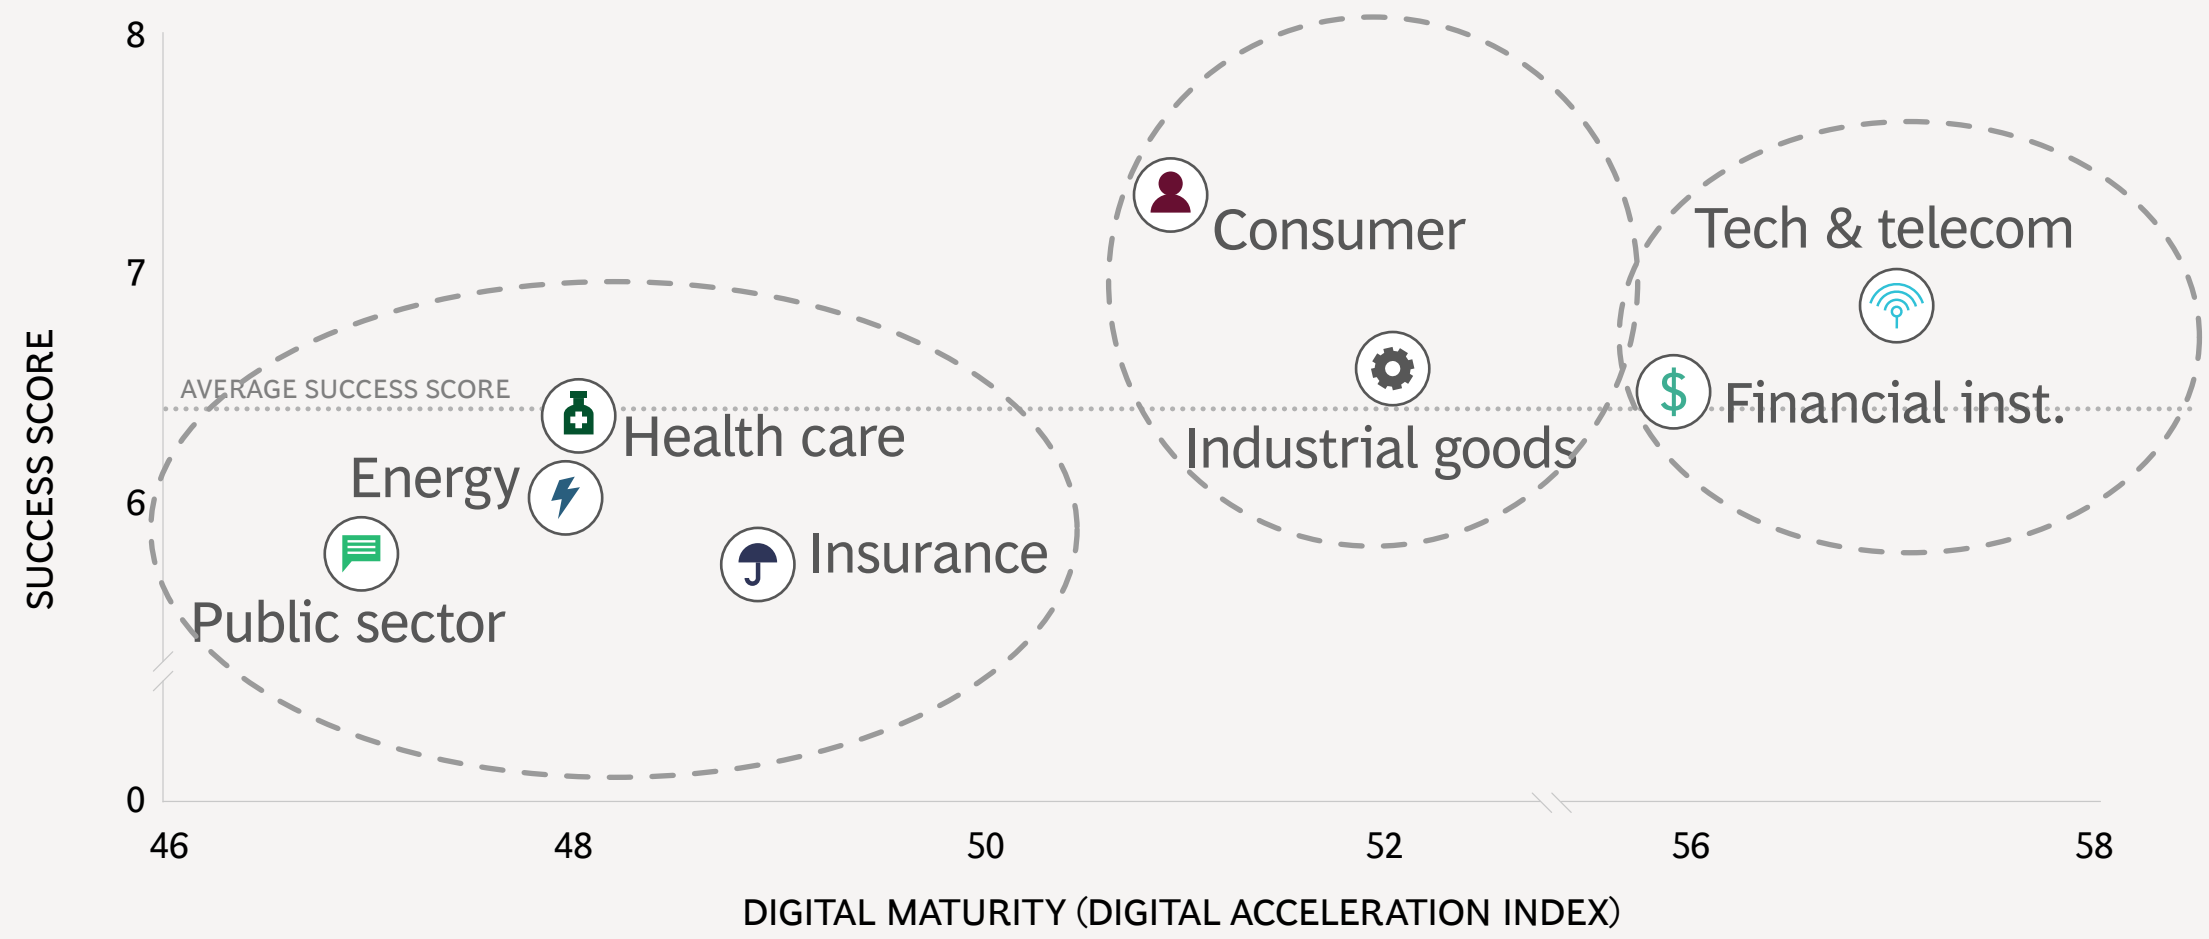 8
7
6
0
SUCCESS SCORE
AVERAGE SUCCESS SCORE
Consumer
Tech & telecom
$
Financial inst.
Industrial goods
Health care
Energy
Insurance
Public sector
46 48 50 52 56 58
DIGITAL MATURITY (DIGITAL ACCELERATION INDEX)